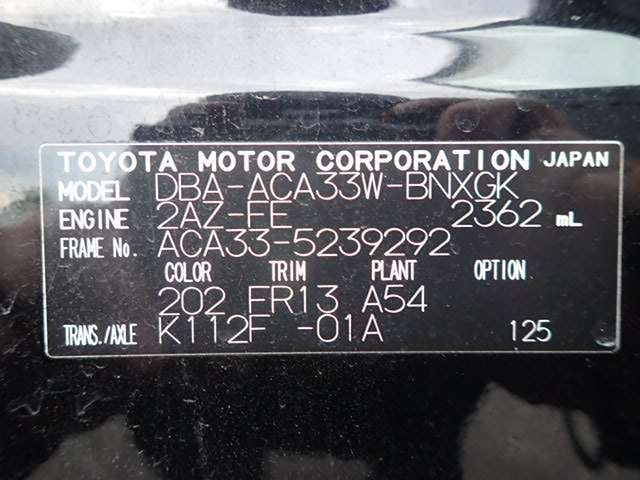 TOYOTA MOTOR CORPORATION JAPAN
MODEL DBA-ACA33W-BNXGK
ENGINE 2AZ-FE 2362 mL
FRAME No. ACA33-5239292
COLOR TRIM PLANT OPTION
202 FR13 A54
TRANS./AXLE K112F -01A 125